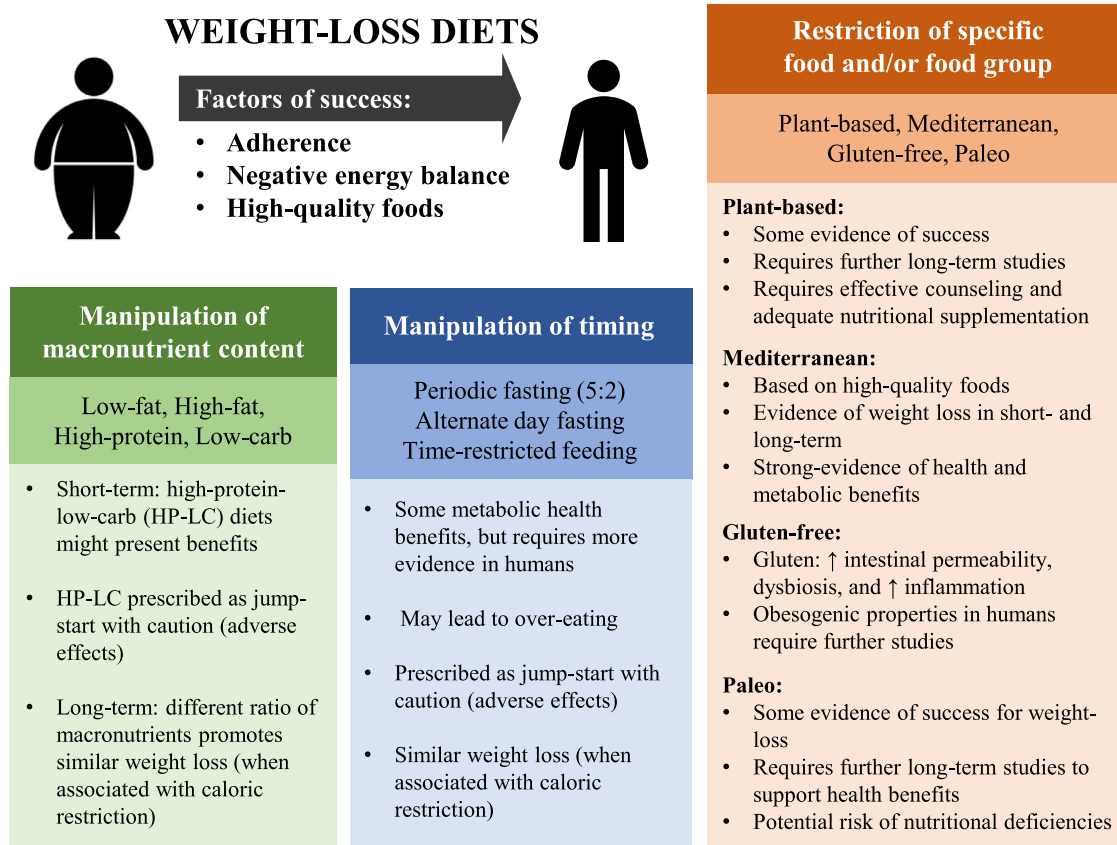 WEIGHT-LOSS DIETS
Factors of success:
• Adherence
• Negative energy balance
• High-quality foods
Manipulation of
macronutrient content
Low-fat, High-fat,
High-protein, Low-carb
• Short-term: high-protein-
low-carb (HP-LC) diets
might present benefits
• HP-LC prescribed as jump-
start with caution (adverse
effects)
• Long-term: different ratio of
macronutrients promotes
similar weight loss (when
associated with caloric
restriction)
Manipulation of timing
Periodic fasting (5:2)
Alternate day fasting
Time-restricted feeding
• Some metabolic health
benefits, but requires more
evidence in humans
• May lead to over-eating
• Prescribed as jump-start with
caution (adverse effects)
• Similar weight loss (when
associated with caloric
restriction)
Restriction of specific
food and/or food group
Plant-based, Mediterranean,
Gluten-free, Paleo
Plant-based:
• Some evidence of success
• Requires further long-term studies
• Requires effective counseling and
adequate nutritional supplementation
Mediterranean:
• Based on high-quality foods
• Evidence of weight loss in short- and
long-term
• Strong-evidence of health and
metabolic benefits
Gluten-free:
• Gluten: ↑ intestinal permeability,
dysbiosis, and ↑ inflammation
• Obesogenic properties in humans
require further studies
Paleo:
• Some evidence of success for weight-
loss
• Requires further long-term studies to
support health benefits
• Potential risk of nutritional deficiencies